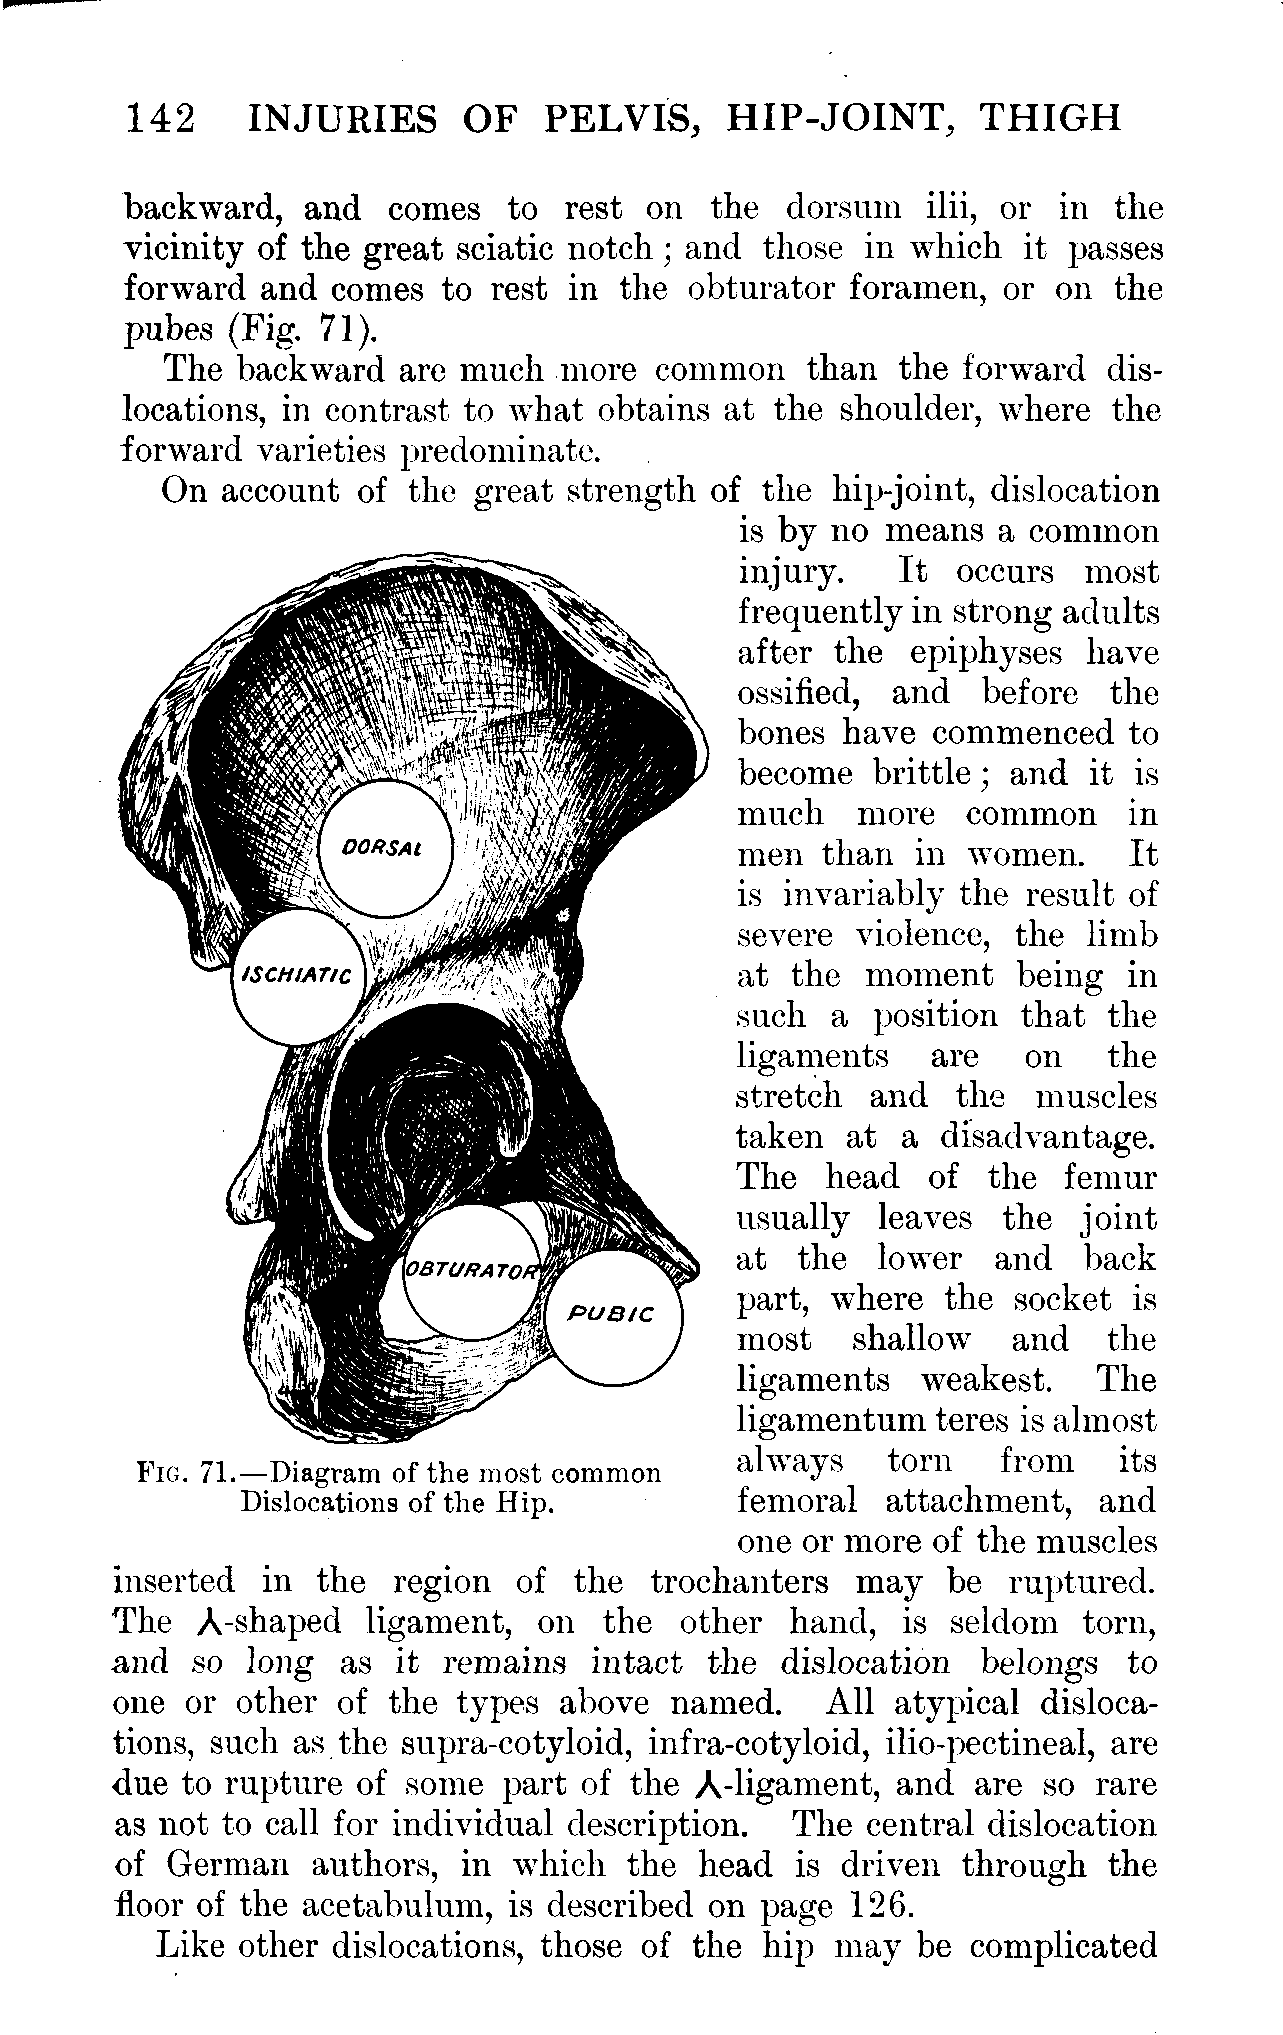 142 INJURIES OF PELVIS, HIP-JOINT, THIGH
backward, and comes to rest on the dorsum ilii, or in the
vicinity of the great sciatic notch ; and those in which it passes
forward and comes to rest in the obturator foramen, or on the
pubes (Fig. 71).
The backward are much more common than the forward dis-
locations, in contrast to what obtains at the shoulder, where the
forward varieties predominate.
On account of the great strength of the hip-joint, dislocation
is by no means a common
injury. It occurs most
frequently in strong adults
after the epiphyses have
ossified, and before the
bones have commenced to
become brittle ; and it is
much more common in
men than in women. It
is invariably the result of
severe violence, the limb
at the moment being in
such a position that the
ligaments are on the
stretch and the muscles
taken at a disadvantage.
The head of the femur
usually leaves the joint
at the lower and back
part, where the socket is
most shallow and the
ligaments weakest. The
ligamentum teres is almost
always torn from its
femoral attachment, and
one or more of the muscles
DORSAL
ISCHIATIC
OBTURATOR
PUBIC
FIG. 71.—Diagram of the most common
Dislocations of the Hip.
inserted in the region of the trochanters may be ruptured.
The ⅄-shaped ligament, on the other hand, is seldom torn,
and so long as it remains intact the dislocation belongs to
one or other of the types above named. All atypical disloca-
tions, such as the supra-cotyloid, infra-cotyloid, ilio-pectineal, are
due to rupture of some part of the ⅄-ligament, and are so rare
as not to call for individual description. The central dislocation
of German authors, in which the head is driven through the
floor of the acetabulum, is described on page 126.
Like other dislocations, those of the hip may be complicated